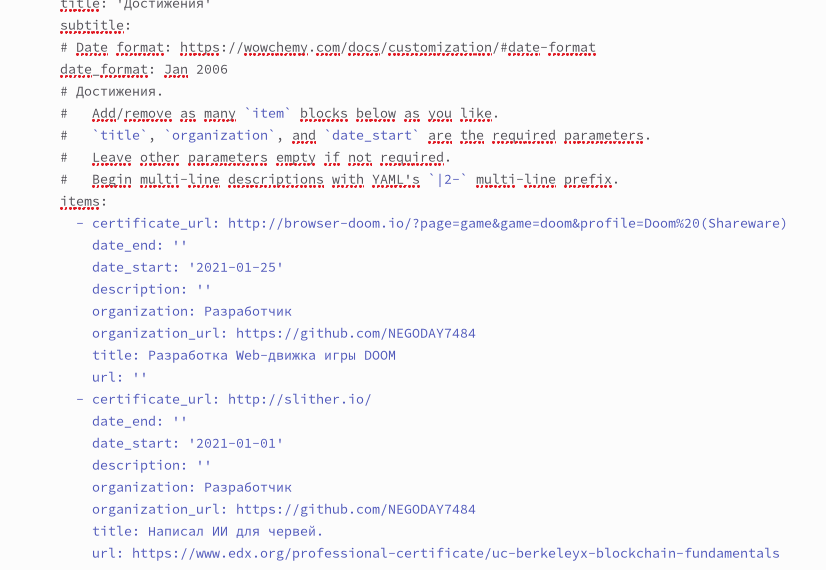 title: 'Достижения'
subtitle:
# Date format: https://wowchemy.com/docs/customization/#date-format
date_format: Jan 2006
# Достижения.
#   Add/remove as many `item` blocks below as you like.
#   `title`, `organization`, and `date_start` are the required parameters.
#   Leave other parameters empty if not required.
#   Begin multi-line descriptions with YAML's `|2-` multi-line prefix.
items:
  - certificate_url: http://browser-doom.io/?page=game&game=doom&profile=Doom%20(Shareware)
    date_end: ''
    date_start: '2021-01-25'
    description: ''
    organization: Разработчик
    organization_url: https://github.com/NEGODAY7484
    title: Разработка Web-движка игры DOOM
    url: ''
  - certificate_url: http://slither.io/
    date_end: ''
    date_start: '2021-01-01'
    description: ''
    organization: Разработчик
    organization_url: https://github.com/NEGODAY7484
    title: Написал ИИ для червей.
    url: https://www.edx.org/professional-certificate/uc-berkeleyx-blockchain-fundamentals